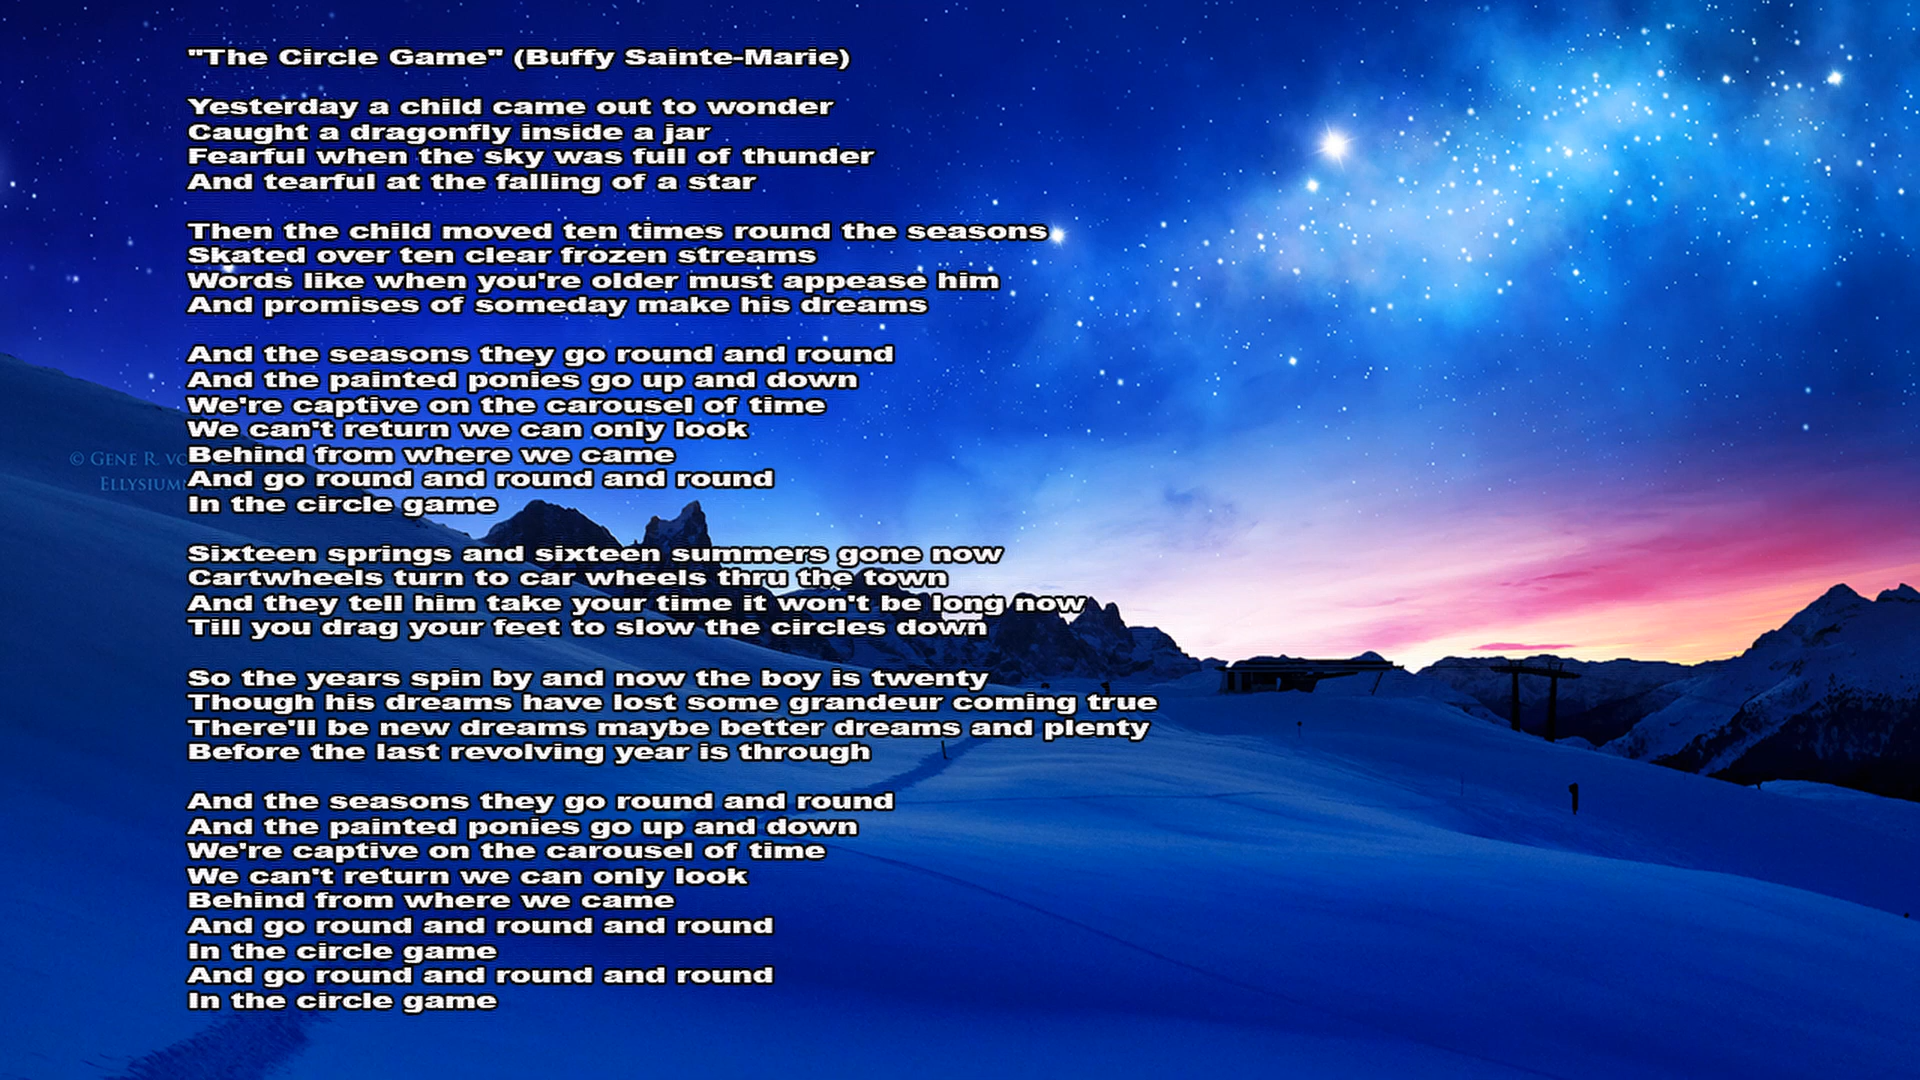 "The Circle Game" (Buffy Sainte-Marie)
Yesterday a child came out to wonder
Caught a dragonfly inside a jar
Fearful when the sky was full of thunder
And tearful at the falling of a star
Then the child moved ten times round the seasons
Skated over ten clear frozen streams
Words like when you're older must appease him
And promises of someday make his dreams
And the seasons they go round and round
And the painted ponies go up and down
We're captive on the carousel of time
We can't return we can only look
© GENE R. 
Behind from where we came
ELLYSIUM
And go round and round and round
In the circle game
Sixteen springs and sixteen summers gone now
Cartwheels turn to car wheels thru the town
And they tell him take your time it won't be long now
Till you drag your feet to slow the circles down
So the years spin by and now the boy is twenty
Though his dreams have lost some grandeur coming true
There'll be new dreams maybe better dreams and plenty
Before the last revolving year is through
And the seasons they go round and round
And the painted ponies go up and down
We're captive on the carousel of time
We can't return we can only look
Behind from where we came
And go round and round and round
In the circle game
And go round and round and round
In the circle game